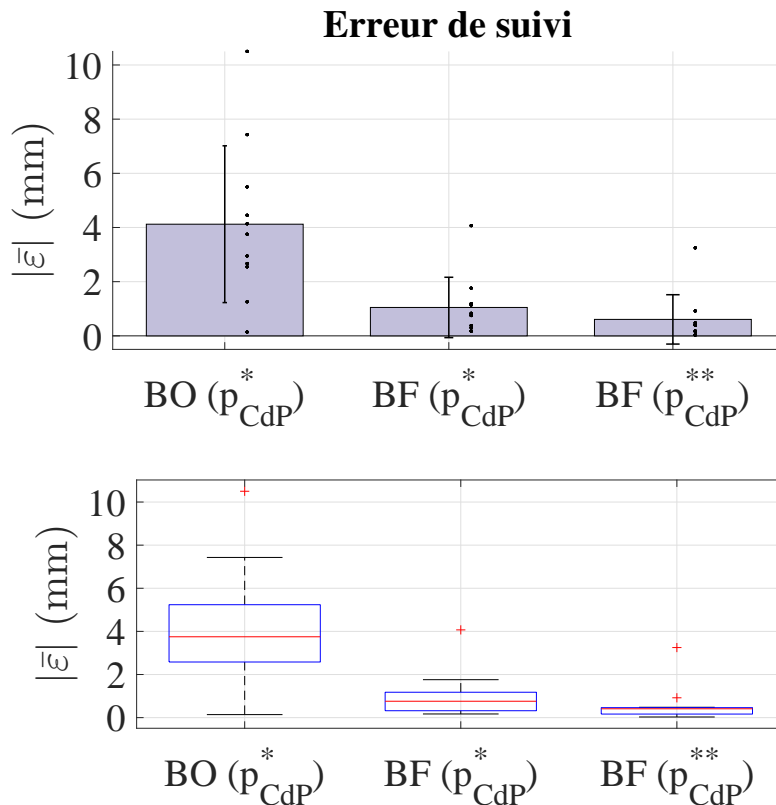 Erreur de suivi
10
8
6
4
2
0
|ε̄| (mm)
BO (p*CdP) BF (p*CdP) BF (p**CdP)
10
8
6
4
2
0
|ε̄| (mm)
BO (p*CdP) BF (p*CdP) BF (p**CdP)